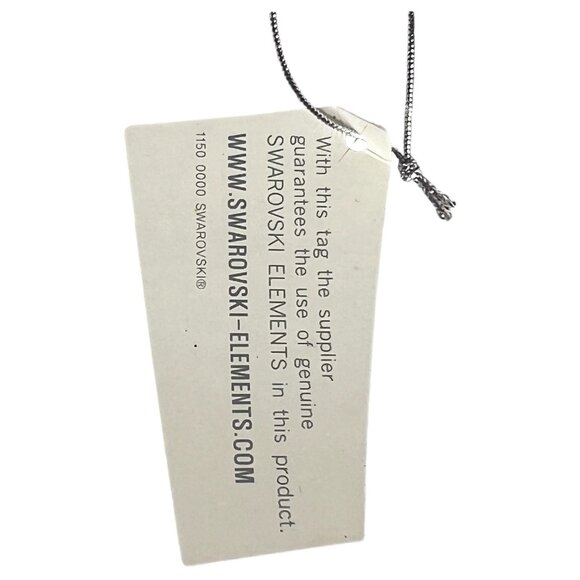 With this tag the supplier
guarantees the use of genuine
SWAROVSKI ELEMENTS in this product.
WWW.SWAROVSKI-ELEMENTS.COM
1150 0000 SWAROVSKI®